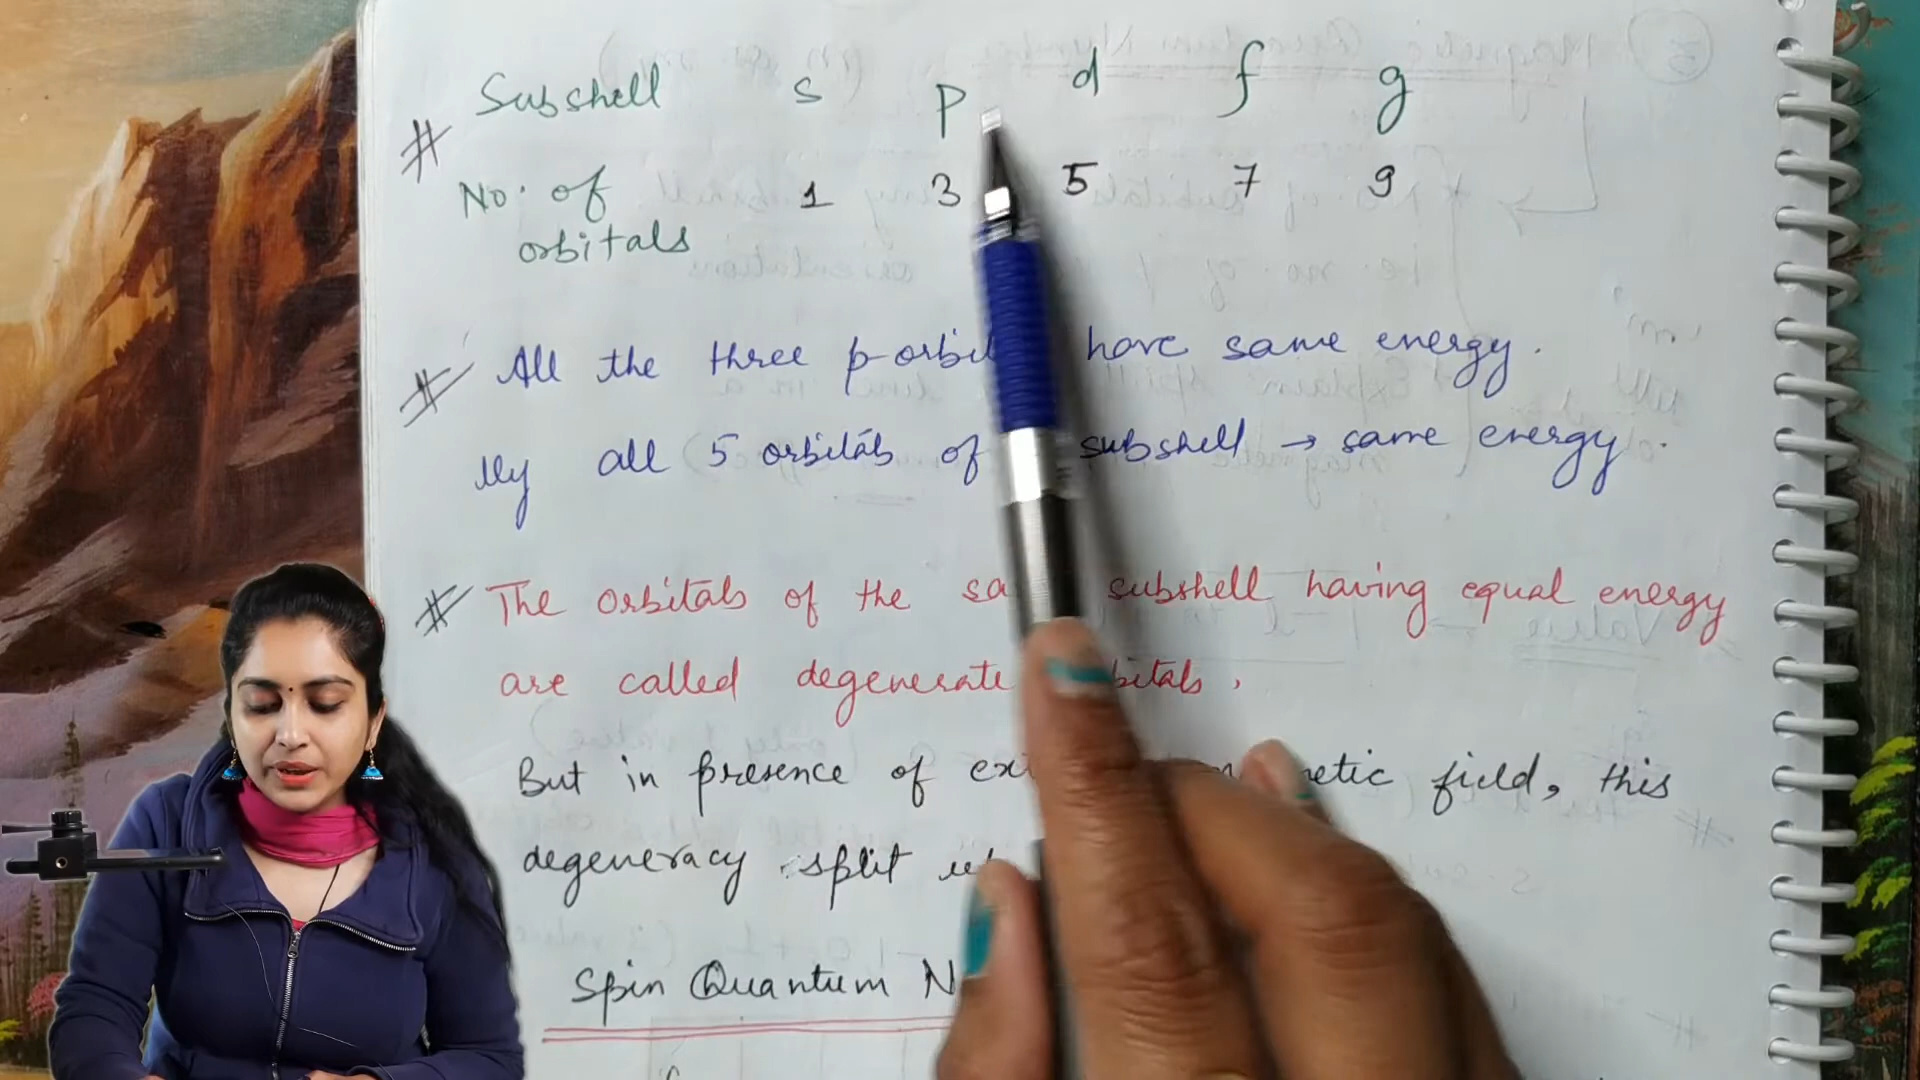 Subshell s p d f g
No. of 1 3 5 7 9
orbitals
# All the three p-orbit have same energy.
lly all 5 orbitals of subshell → same energy.
# The orbitals of the sa subshell having equal energy
are called degenerate bitals.
But in presence of ext netic field, this
degeneracy split
Spin Quantum N